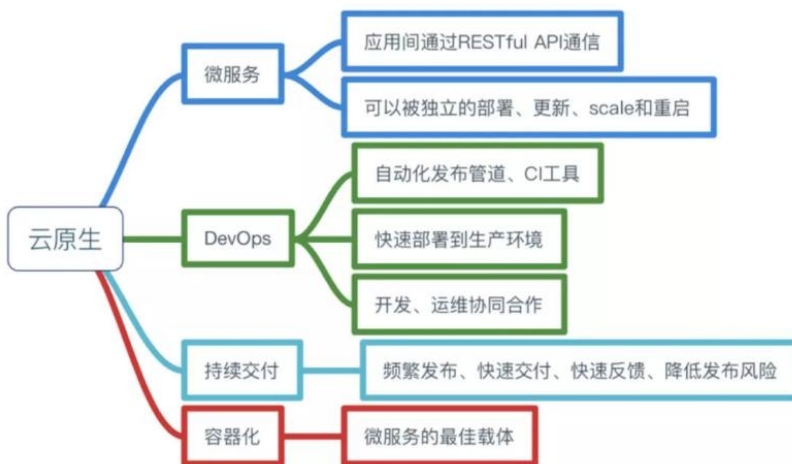 云原生
微服务
应用间通过RESTful API通信
可以被独立的部署、更新、scale和重启
DevOps
自动化发布管道、CI工具
快速部署到生产环境
开发、运维协同合作
持续交付
频繁发布、快速交付、快速反馈、降低发布风险
容器化
微服务的最佳载体